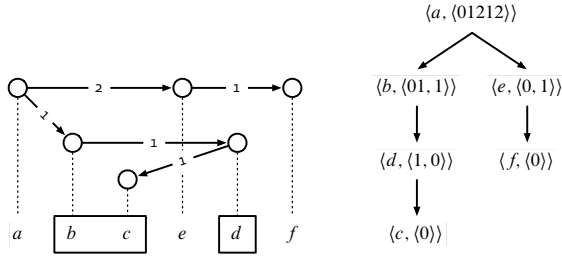 2 1
1
1
1
a b c e d f
⟨a, ⟨01212⟩⟩
⟨b, ⟨01, 1⟩⟩ ⟨e, ⟨0, 1⟩⟩
⟨d, ⟨1, 0⟩⟩ ⟨f, ⟨0⟩⟩
⟨c, ⟨0⟩⟩